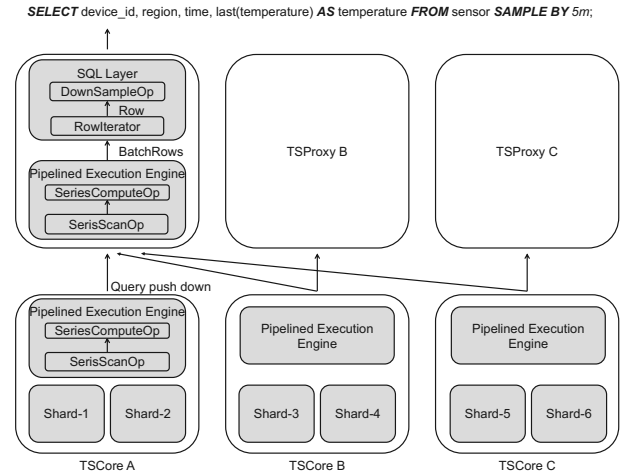 SELECT device_id, region, time, last(temperature) AS temperature FROM sensor SAMPLE BY 5m;
SQL Layer
DownSampleOp
Row
RowIterator
BatchRows
Pipelined Execution Engine
SeriesComputeOp
SerisScanOp
TSProxy B
TSProxy C
Query push down
Pipelined Execution Engine
SeriesComputeOp
SerisScanOp
Shard-1
Shard-2
TSCore A
Pipelined Execution
Engine
Shard-3
Shard-4
TSCore B
Pipelined Execution
Engine
Shard-5
Shard-6
TSCore C